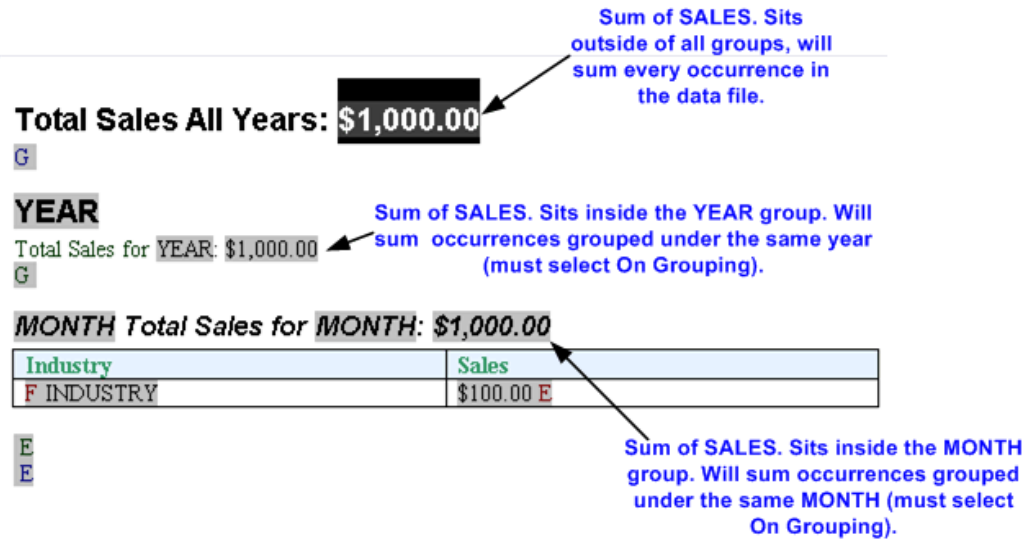 Sum of SALES. Sits
outside of all groups, will
sum every occurrence in
the data file.
Total Sales All Years: $1,000.00
G
YEAR
Total Sales for YEAR: $1,000.00
G
Sum of SALES. Sits inside the YEAR group. Will
sum occurrences grouped under the same year
(must select On Grouping).
MONTH Total Sales for MONTH: $1,000.00
Industry Sales
F INDUSTRY $100.00 E
E
E
Sum of SALES. Sits inside the MONTH
group. Will sum occurrences grouped
under the same MONTH (must select
On Grouping).